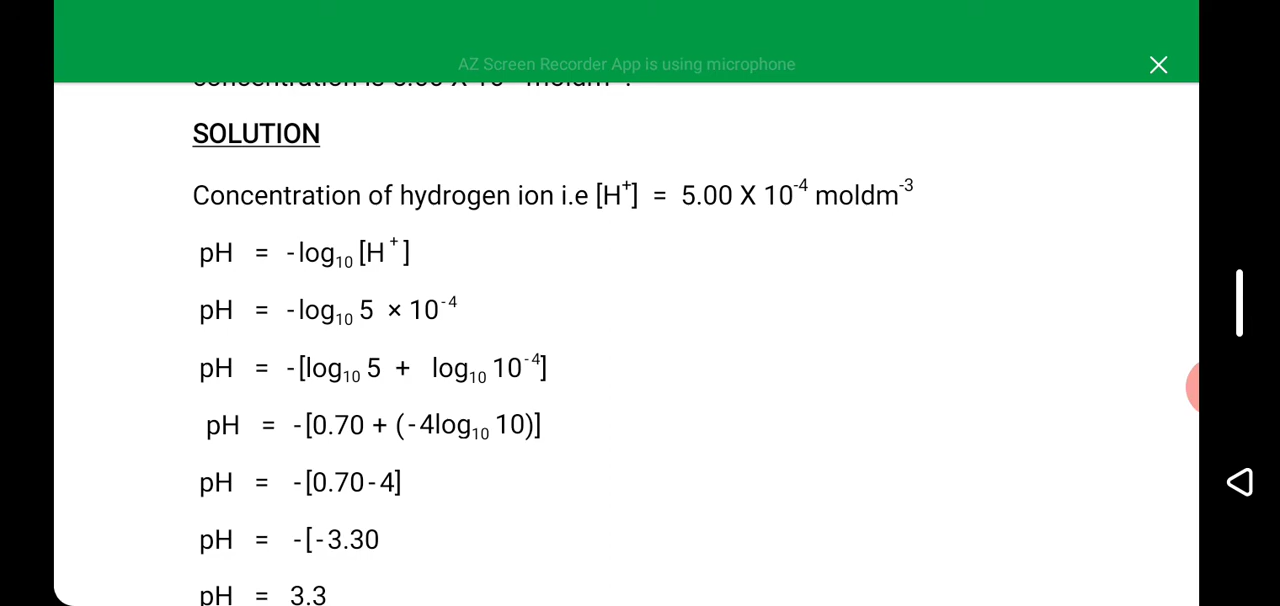 AZ Screen Recorder App is using microphone
SOLUTION
Concentration of hydrogen ion i.e [H⁺] = 5.00 X 10⁻⁴ moldm⁻³
pH = -log₁₀ [H⁺]
pH = -log₁₀ 5 × 10⁻⁴
pH = -[log₁₀ 5 + log₁₀ 10⁻⁴]
pH = -[0.70 + (-4log₁₀ 10)]
pH = -[0.70-4]
pH = -[-3.30
pH = 3.3